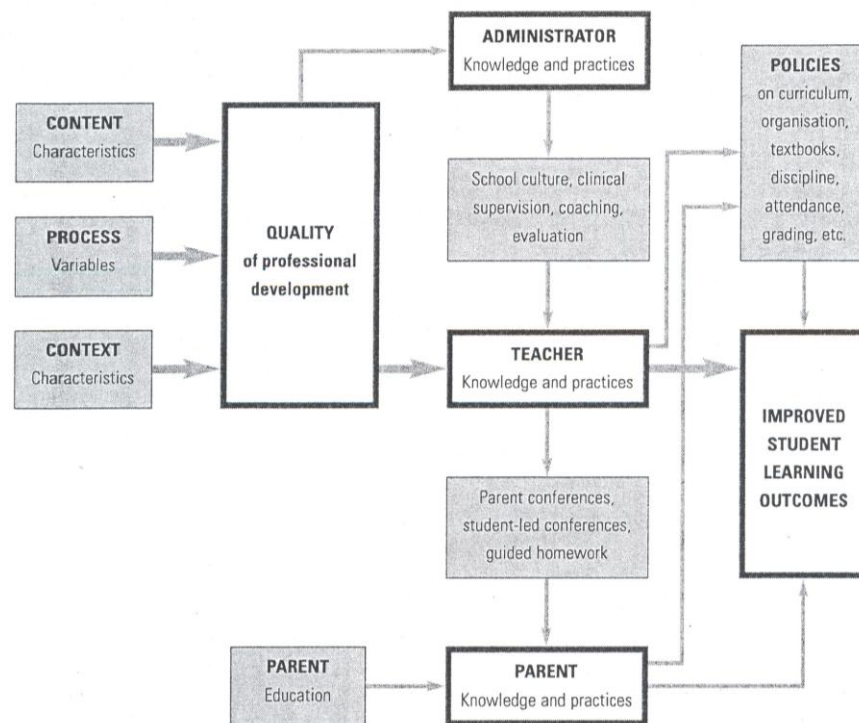 ADMINISTRATOR
Knowledge and practices
POLICIES
on curriculum,
organisation,
textbooks,
discipline,
attendance,
grading, etc.
CONTENT
Characteristics
PROCESS
Variables
CONTEXT
Characteristics
QUALITY
of professional
development
School culture, clinical
supervision, coaching,
evaluation
TEACHER
Knowledge and practices
IMPROVED
STUDENT
LEARNING
OUTCOMES
Parent conferences,
student-led conferences,
guided homework
PARENT
Education
PARENT
Knowledge and practices